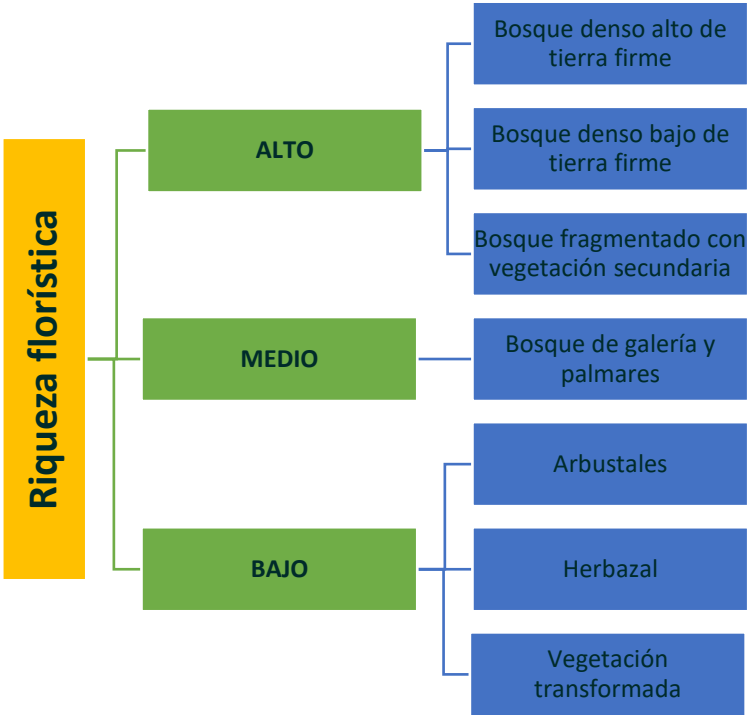 Riqueza florística
ALTO
Bosque denso alto de
tierra firme
Bosque denso bajo de
tierra firme
Bosque fragmentado con
vegetación secundaria
MEDIO
Bosque de galería y
palmares
BAJO
Arbustales
Herbazal
Vegetación
transformada